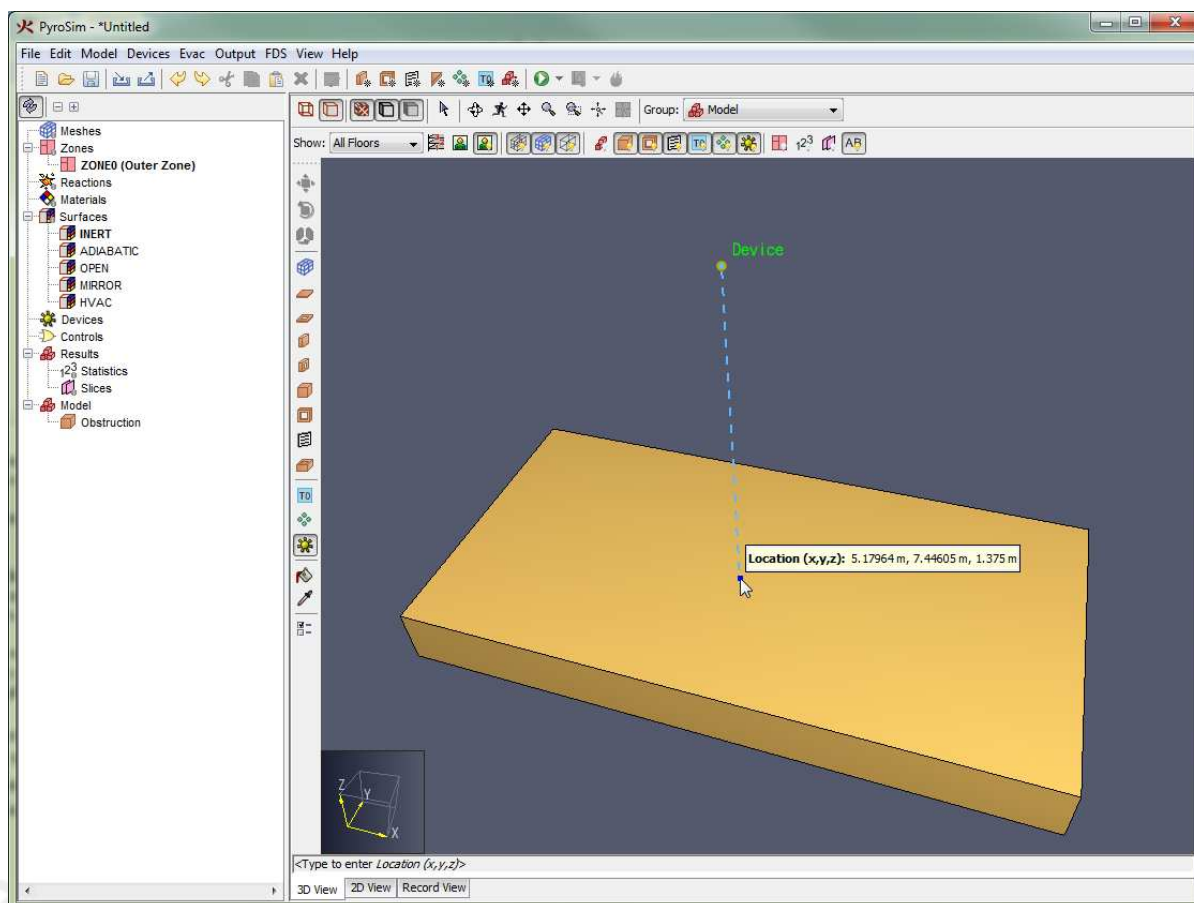 PyroSim - *Untitled
File Edit Model Devices Evac Output FDS View Help
Group: Model
Show: All Floors
Meshes
Zones
ZONE0 (Outer Zone)
Reactions
Materials
Surfaces
INERT
ADIABATIC
OPEN
MIRROR
HVAC
Devices
Controls
Results
Statistics
Slices
Model
Obstruction
Device
Location (x,y,z): 5.17964 m, 7.44605 m, 1.375 m
Z
Y
X
<Type to enter Location (x,y,z)>
3D View 2D View Record View